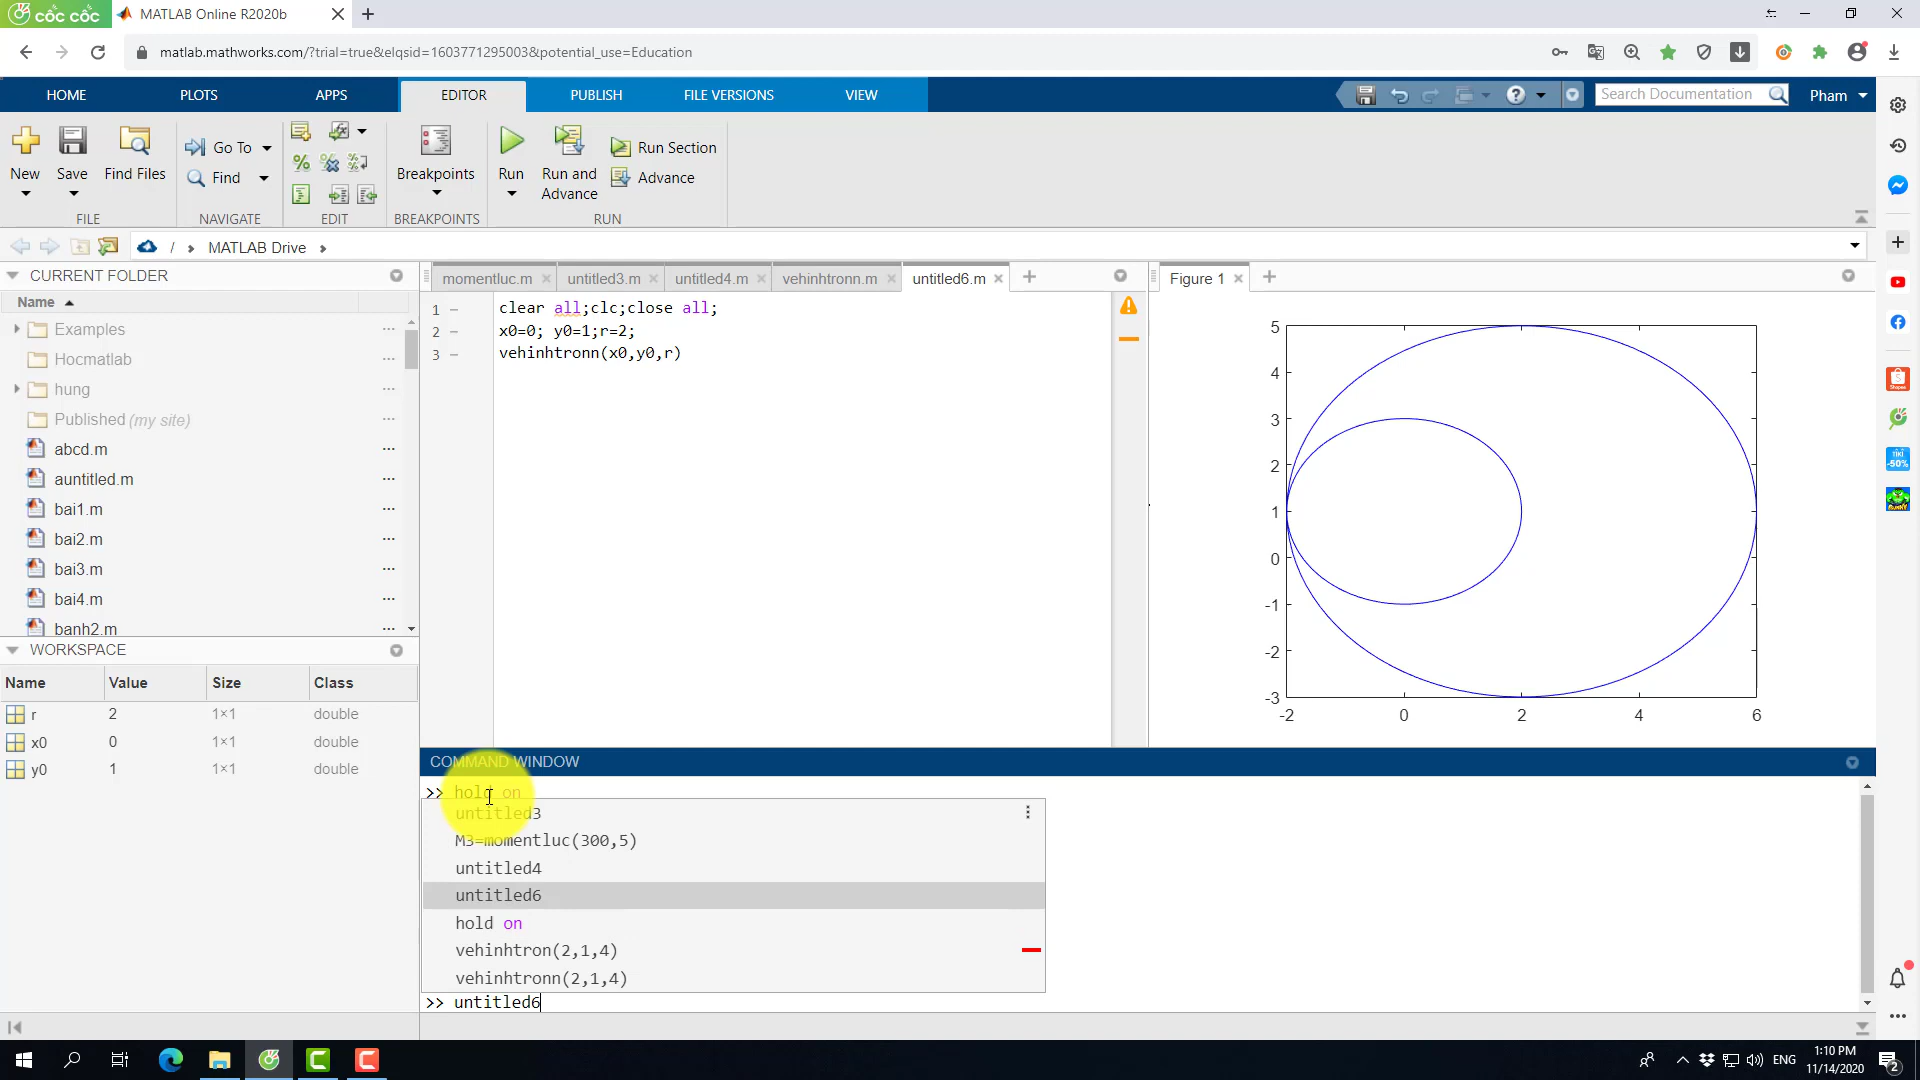 cốc cốc
MATLAB Online R2020b
matlab.mathworks.com/?trial=true&elqsid=1603771295003&potential_use=Education
HOME PLOTS APPS EDITOR PUBLISH FILE VERSIONS VIEW
Search Documentation
Pham
New
Save
Find Files
Go To
Find
Breakpoints
Run
Run and Advance
Run Section
Advance
FILE NAVIGATE EDIT BREAKPOINTS RUN
/ MATLAB Drive
CURRENT FOLDER
Name
Examples
Hocmatlab
hung
Published (my site)
abcd.m
auntitled.m
bai1.m
bai2.m
bai3.m
bai4.m
banh2.m
WORKSPACE
Name Value Size Class
r 2 1×1 double
x0 0 1×1 double
y0 1 1×1 double
momentluc.m untitled3.m untitled4.m vehinhtronn.m untitled6.m
1 clear all;clc;close all;
2 x0=0; y0=1;r=2;
3 vehinhtronn(x0,y0,r)
Figure 1
5
4
3
2
1
0
-1
-2
-3
-2 0 2 4 6
COMMAND WINDOW
>> hold on
untitled3
M3=momentluc(300,5)
untitled4
untitled6
hold on
vehinhtron(2,1,4)
vehinhtronn(2,1,4)
>> untitled6
Shopee
TIKI
-50%
ENG
1:10 PM
11/14/2020
2